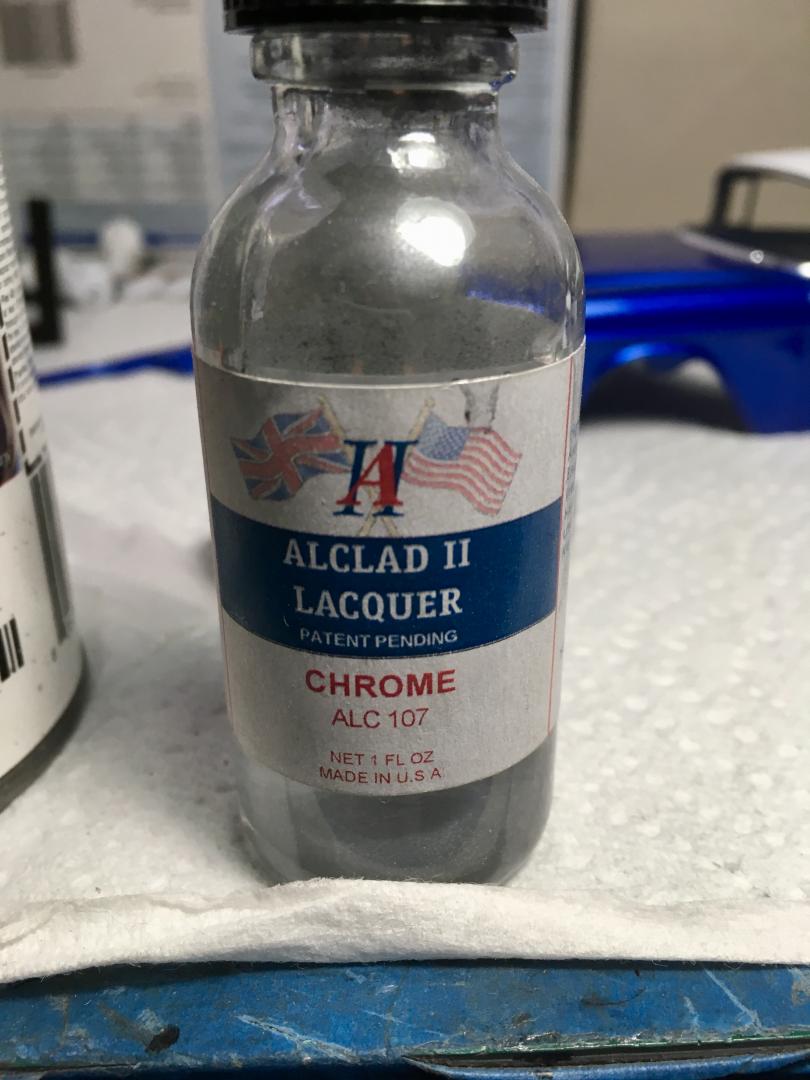 ALCLAD II
LACQUER
PATENT PENDING
CHROME
ALC 107
NET 1 FL OZ
MADE IN U.S A